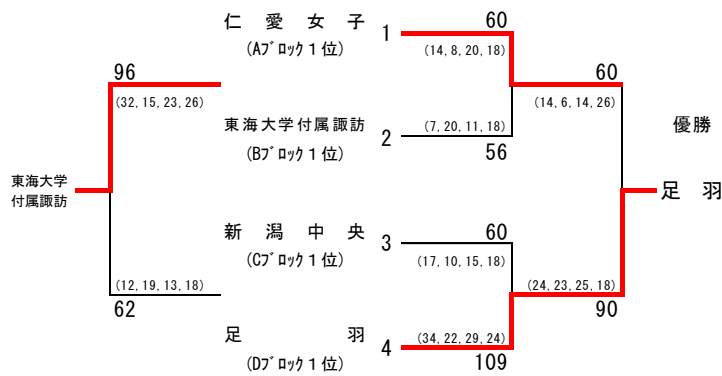 仁愛女子
(Aブロック1位)
1
60
(14, 8, 20, 18)
96
(32, 15, 23, 26)
60
(14, 6, 14, 26)
東海大学付属諏訪
(Bブロック1位)
2
(7, 20, 11, 18)
56
優勝
東海大学
付属諏訪
足羽
新潟中央
(Cブロック1位)
3
60
(17, 10, 15, 18)
(12, 19, 13, 18)
62
(24, 23, 25, 18)
90
足羽
(Dブロック1位)
4
(34, 22, 29, 24)
109